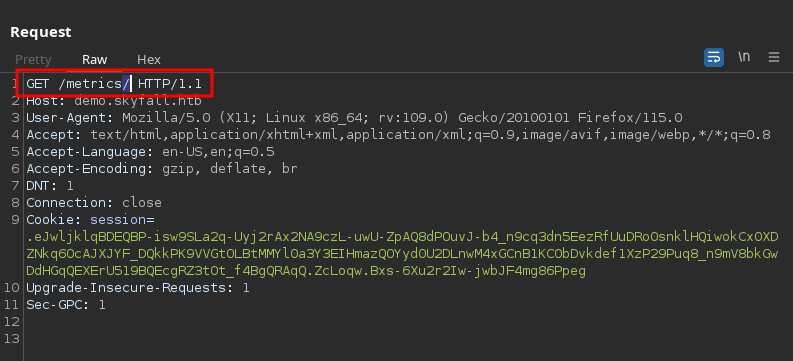 Request
Pretty Raw Hex
\n
1 GET /metrics/ HTTP/1.1
2 Host: demo.skyfall.htb
3 User-Agent: Mozilla/5.0 (X11; Linux x86_64; rv:109.0) Gecko/20100101 Firefox/115.0
4 Accept: text/html,application/xhtml+xml,application/xml;q=0.9,image/avif,image/webp,*/*;q=0.8
5 Accept-Language: en-US,en;q=0.5
6 Accept-Encoding: gzip, deflate, br
7 DNT: 1
8 Connection: close
9 Cookie: session=
.eJwljklqBDEQBP-isw9SLa2q-Uyj2rAx2NA9czL-uwU-ZpAQ8dPOuvJ-b4_n9cq3dn5EezRfUuDRoOsnklHQiwokCx0XD
ZNkq6OcAJXJYF_DQkkPK9VVGtOLBtMMYlOa3Y3EIHmazQOYyd0U2DLnwM4xGCnB1KCObDvkdef1XzP29Puq8_n9mV8bkGw
DdHGqQEXErU519BQEcgRZ3tOt_f4BgQRAqQ.ZcLoqw.Bxs-6Xu2r2Iw-jwbJF4mg86Ppeg
10 Upgrade-Insecure-Requests: 1
11 Sec-GPC: 1
12
13